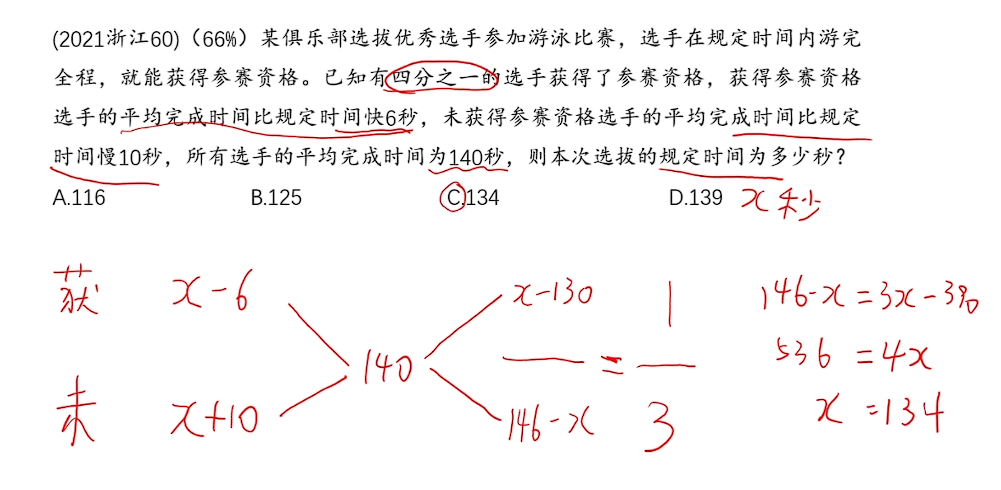 (2021浙江60)（66%）某俱乐部选拔优秀选手参加游泳比赛，选手在规定时间内游完
全程，就能获得参赛资格。已知有四分之一的选手获得了参赛资格，获得参赛资格
选手的平均完成时间比规定时间快6秒，未获得参赛资格选手的平均完成时间比规定
时间慢10秒，所有选手的平均完成时间为140秒，则本次选拔的规定时间为多少秒？
A.116 B.125 C.134 D.139 x秒
获 x-6 x-130 1 146-x=3x-390
140 = 536=4x
未 x+10 146-x 3 x=134